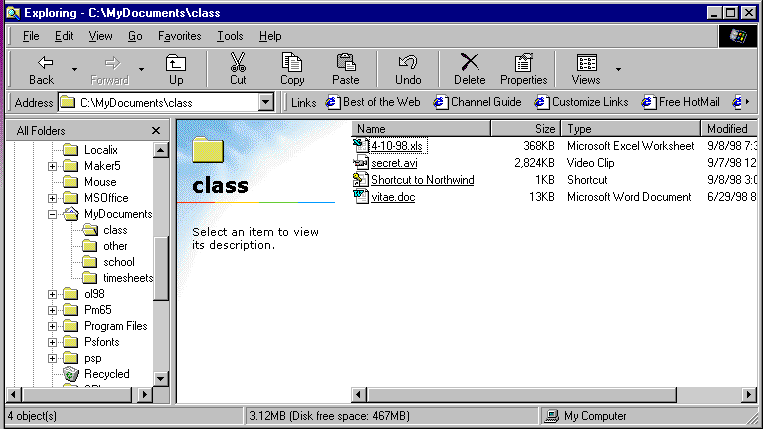 Exploring - C:\MyDocuments\class
File Edit View Go Favorites Tools Help
Back Forward Up Cut Copy Paste Undo Delete Properties Views
Address C:\MyDocuments\class Links Best of the Web Channel Guide Customize Links Free HotMail
All Folders
Localix
Maker5
Mouse
MSOffice
MyDocuments
class
other
school
timesheets
ol98
Pm65
Program Files
Psfonts
psp
Recycled
class
Select an item to view
its description.
Name Size Type Modified
4-10-98.xls 368KB Microsoft Excel Worksheet 9/8/98 7:3
secret.avi 2,824KB Video Clip 9/7/98 12
Shortcut to Northwind 1KB Shortcut 9/8/98 3:0
vitae.doc 13KB Microsoft Word Document 6/29/98 8
4 object(s) 3.12MB (Disk free space: 467MB) My Computer